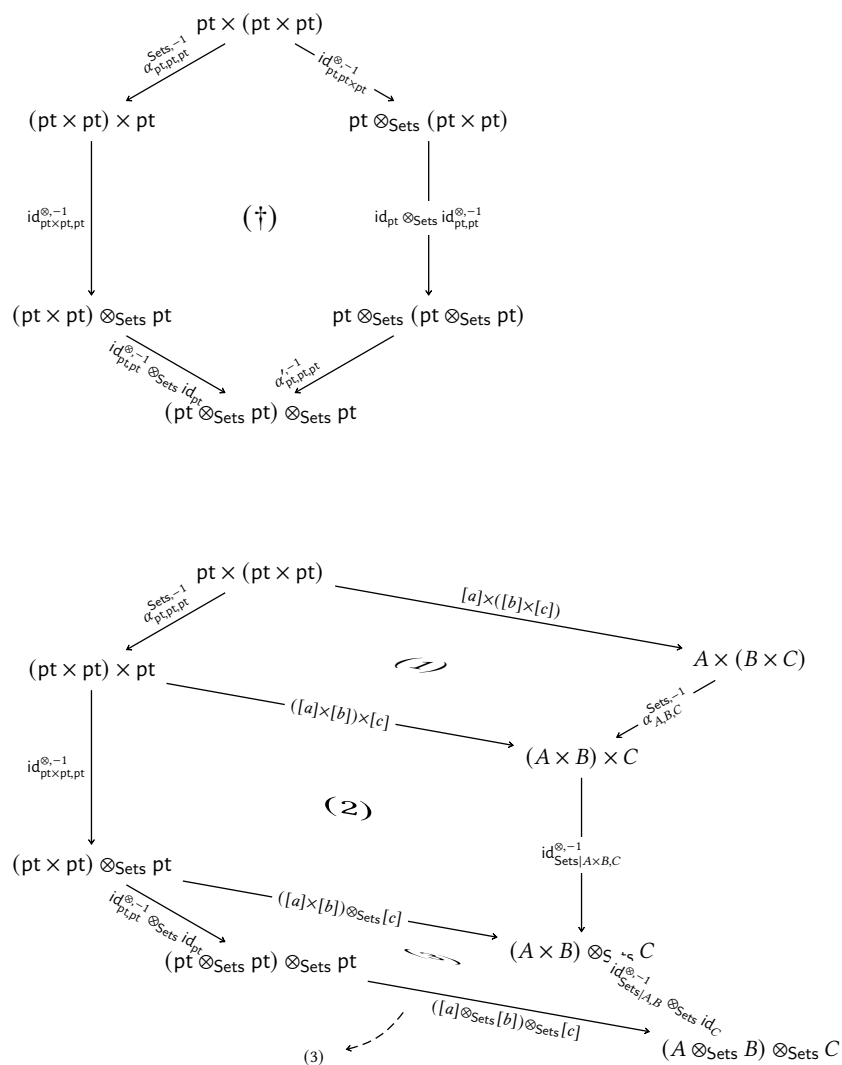 pt × (pt × pt)
α^{Sets,-1}_{pt,pt,pt}
id^{⊗,-1}_{pt,pt×pt}
(pt × pt) × pt
pt ⊗_{Sets} (pt × pt)
id^{⊗,-1}_{pt×pt,pt}
(†)
id_{pt} ⊗_{Sets} id^{⊗,-1}_{pt,pt}
(pt × pt) ⊗_{Sets} pt
pt ⊗_{Sets} (pt ⊗_{Sets} pt)
id^{⊗,-1}_{pt,pt} ⊗_{Sets} id_{pt}
α^{′,-1}_{pt,pt,pt}
(pt ⊗_{Sets} pt) ⊗_{Sets} pt
pt × (pt × pt)
[a]×([b]×[c])
α^{Sets,-1}_{pt,pt,pt}
(1)
A × (B × C)
(pt × pt) × pt
α^{Sets,-1}_{A,B,C}
([a]×[b])×[c]
(A × B) × C
id^{⊗,-1}_{pt×pt,pt}
(2)
id^{⊗,-1}_{Sets|A×B,C}
(pt × pt) ⊗_{Sets} pt
([a]×[b])⊗_{Sets}[c]
id^{⊗,-1}_{pt,pt} ⊗_{Sets} id_{pt}
(A × B) ⊗_{Sets} C
(pt ⊗_{Sets} pt) ⊗_{Sets} pt
id^{⊗,-1}_{Sets|A,B} ⊗_{Sets} id_C
([a]⊗_{Sets}[b])⊗_{Sets}[c]
(3)
(A ⊗_{Sets} B) ⊗_{Sets} C